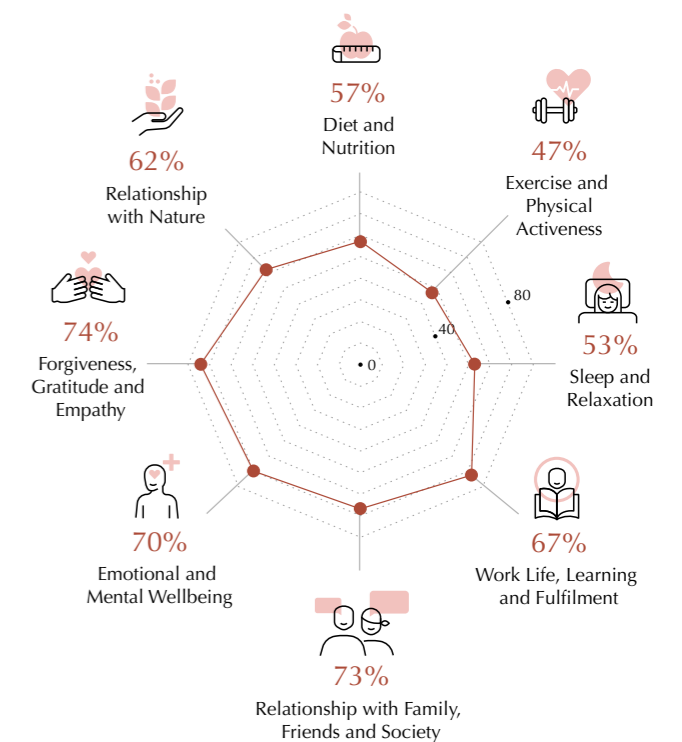 57%
Diet and
Nutrition
47%
Exercise and
Physical
Activeness
62%
Relationship
with Nature
74%
Forgiveness,
Gratitude and
Empathy
80
40
0
53%
Sleep and
Relaxation
70%
Emotional and
Mental Wellbeing
67%
Work Life, Learning
and Fulfilment
73%
Relationship with Family,
Friends and Society